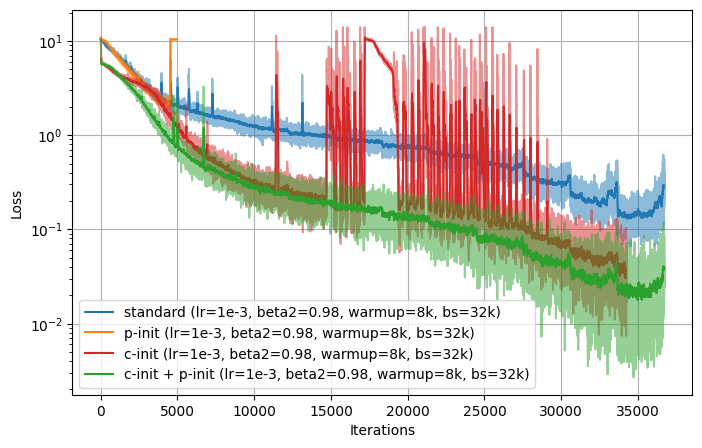 10¹
10⁰
10⁻¹
10⁻²
Loss
standard (lr=1e-3, beta2=0.98, warmup=8k, bs=32k)
p-init (lr=1e-3, beta2=0.98, warmup=8k, bs=32k)
c-init (lr=1e-3, beta2=0.98, warmup=8k, bs=32k)
c-init + p-init (lr=1e-3, beta2=0.98, warmup=8k, bs=32k)
0 5000 10000 15000 20000 25000 30000 35000
Iterations